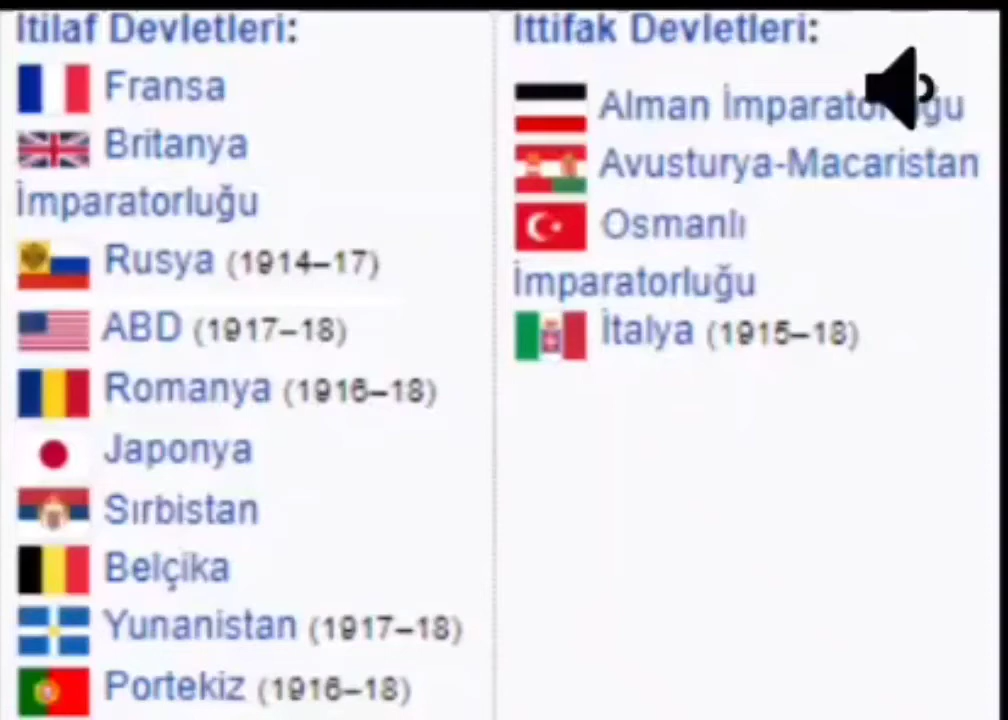 İtilaf Devletleri:
Fransa
Britanya
İmparatorluğu
Rusya (1914–17)
ABD (1917–18)
Romanya (1916–18)
Japonya
Sırbistan
Belçika
Yunanistan (1917–18)
Portekiz (1916–18)
İttifak Devletleri:
Alman İmparatorluğu
Avusturya-Macaristan
Osmanlı
İmparatorluğu
İtalya (1915–18)